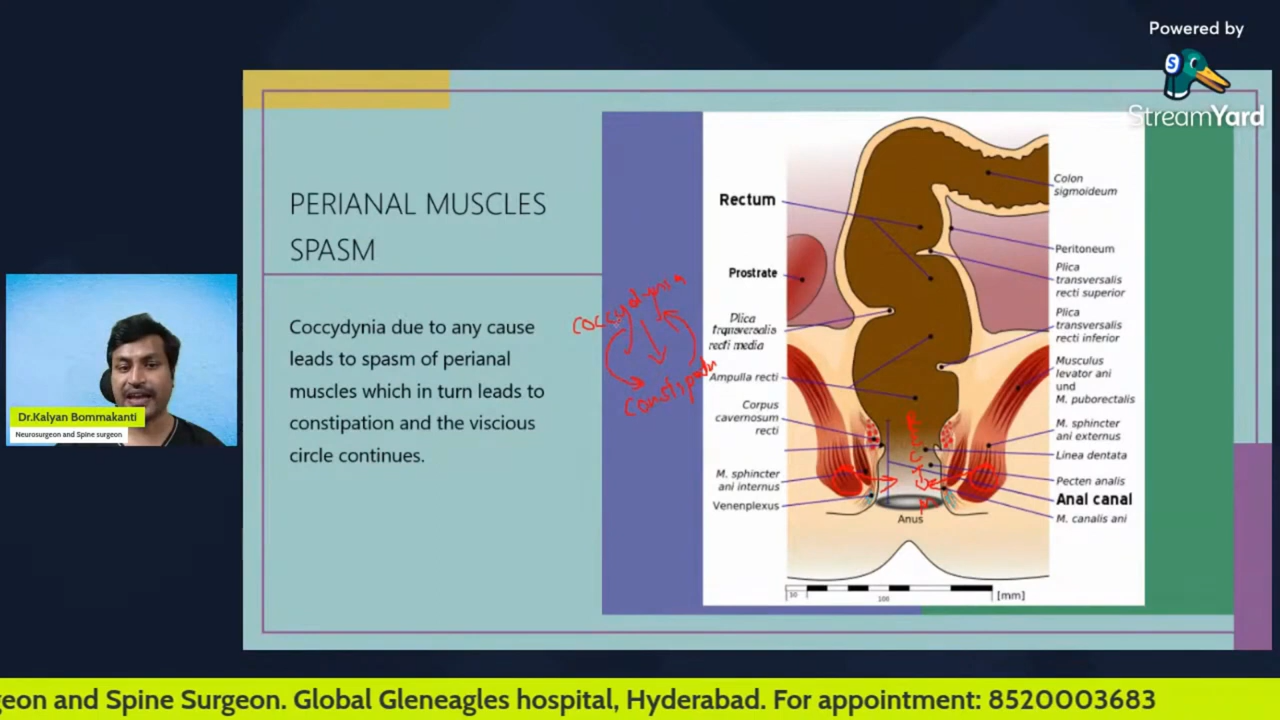 Powered by
StreamYard
PERIANAL MUSCLES
SPASM
Coccydynia due to any cause
leads to spasm of perianal
muscles which in turn leads to
constipation and the viscious
circle continues.
coccydynia
Rectum
Prostrate
Plica
transversalis
recti media
Ampulla recti
Corpus
cavernosum
recti
M. sphincter
ani internus
Venenplexus
Colon
sigmoideum
Peritoneum
Plica
transversalis
recti superior
Plica
transversalis
recti inferior
Musculus
levator ani
und
M. puborectalis
M. sphincter
ani externus
Linea dentata
Pecten analis
Anal canal
M. canalis ani
Anus
100
[mm]
Dr.Kalyan Bommakanti
Neurosurgeon and Spine surgeon
geon and Spine Surgeon. Global Gleneagles hospital, Hyderabad. For appointment: 8520003683